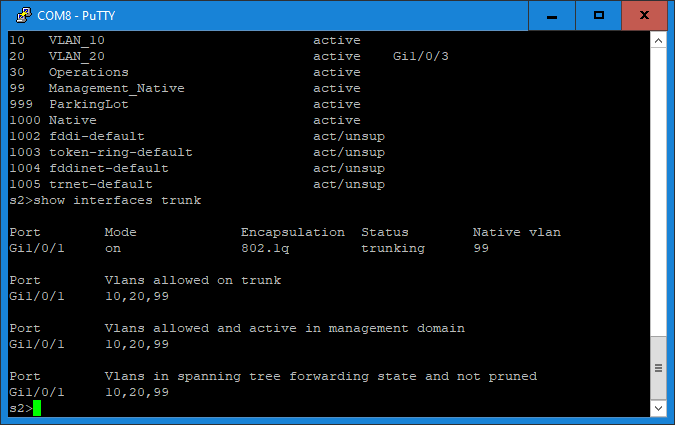 COM8 - PuTTY
10   VLAN_10                          active
20   VLAN_20                          active    Gi1/0/3
30   Operations                       active
99   Management_Native                active
999  ParkingLot                       active
1000 Native                           active
1002 fddi-default                     act/unsup
1003 token-ring-default               act/unsup
1004 fddinet-default                  act/unsup
1005 trnet-default                    act/unsup
s2>show interfaces trunk
Port        Mode             Encapsulation  Status        Native vlan
Gi1/0/1     on               802.1q         trunking      99
Port        Vlans allowed on trunk
Gi1/0/1     10,20,99
Port        Vlans allowed and active in management domain
Gi1/0/1     10,20,99
Port        Vlans in spanning tree forwarding state and not pruned
Gi1/0/1     10,20,99
s2>